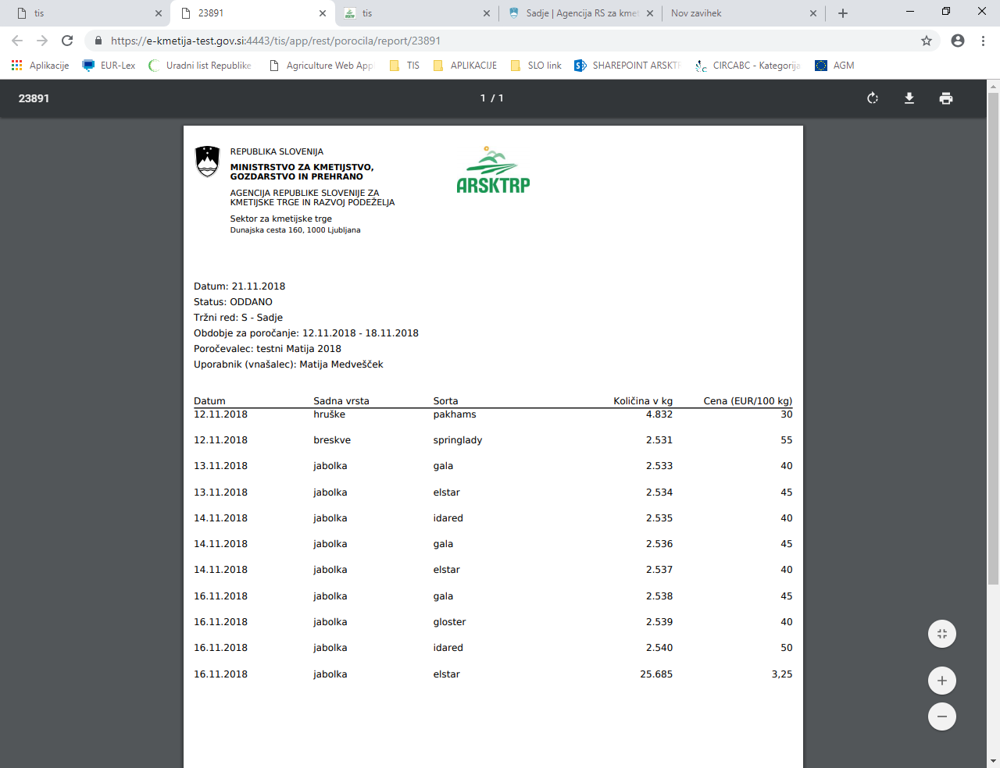 tis
23891
tis
Sadje | Agencija RS za kmet
Nov zavihek
https://e-kmetija-test.gov.si:4443/tis/app/rest/porocila/report/23891
Aplikacije
EUR-Lex
Uradni list Republike
Agriculture Web App
TIS
APLIKACIJE
SLO link
SHAREPOINT ARSKTR
CIRCABC - Kategorija
AGM
23891
1 / 1
REPUBLIKA SLOVENIJA
MINISTRSTVO ZA KMETIJSTVO,
GOZDARSTVO IN PREHRANO
AGENCIJA REPUBLIKE SLOVENIJE ZA
KMETIJSKE TRGE IN RAZVOJ PODEŽELJA
Sektor za kmetijske trge
Dunajska cesta 160, 1000 Ljubljana
ARSKTRP
Datum: 21.11.2018
Status: ODDANO
Tržni red: S - Sadje
Obdobje za poročanje: 12.11.2018 - 18.11.2018
Poročevalec: testni Matija 2018
Uporabnik (vnašalec): Matija Medvešček
Datum Sadna vrsta Sorta Količina v kg Cena (EUR/100 kg)
12.11.2018 hruške pakhams 4.832 30
12.11.2018 breskve springlady 2.531 55
13.11.2018 jabolka gala 2.533 40
13.11.2018 jabolka elstar 2.534 45
14.11.2018 jabolka idared 2.535 40
14.11.2018 jabolka gala 2.536 45
14.11.2018 jabolka elstar 2.537 40
16.11.2018 jabolka gala 2.538 45
16.11.2018 jabolka gloster 2.539 40
16.11.2018 jabolka idared 2.540 50
16.11.2018 jabolka elstar 25.685 3,25